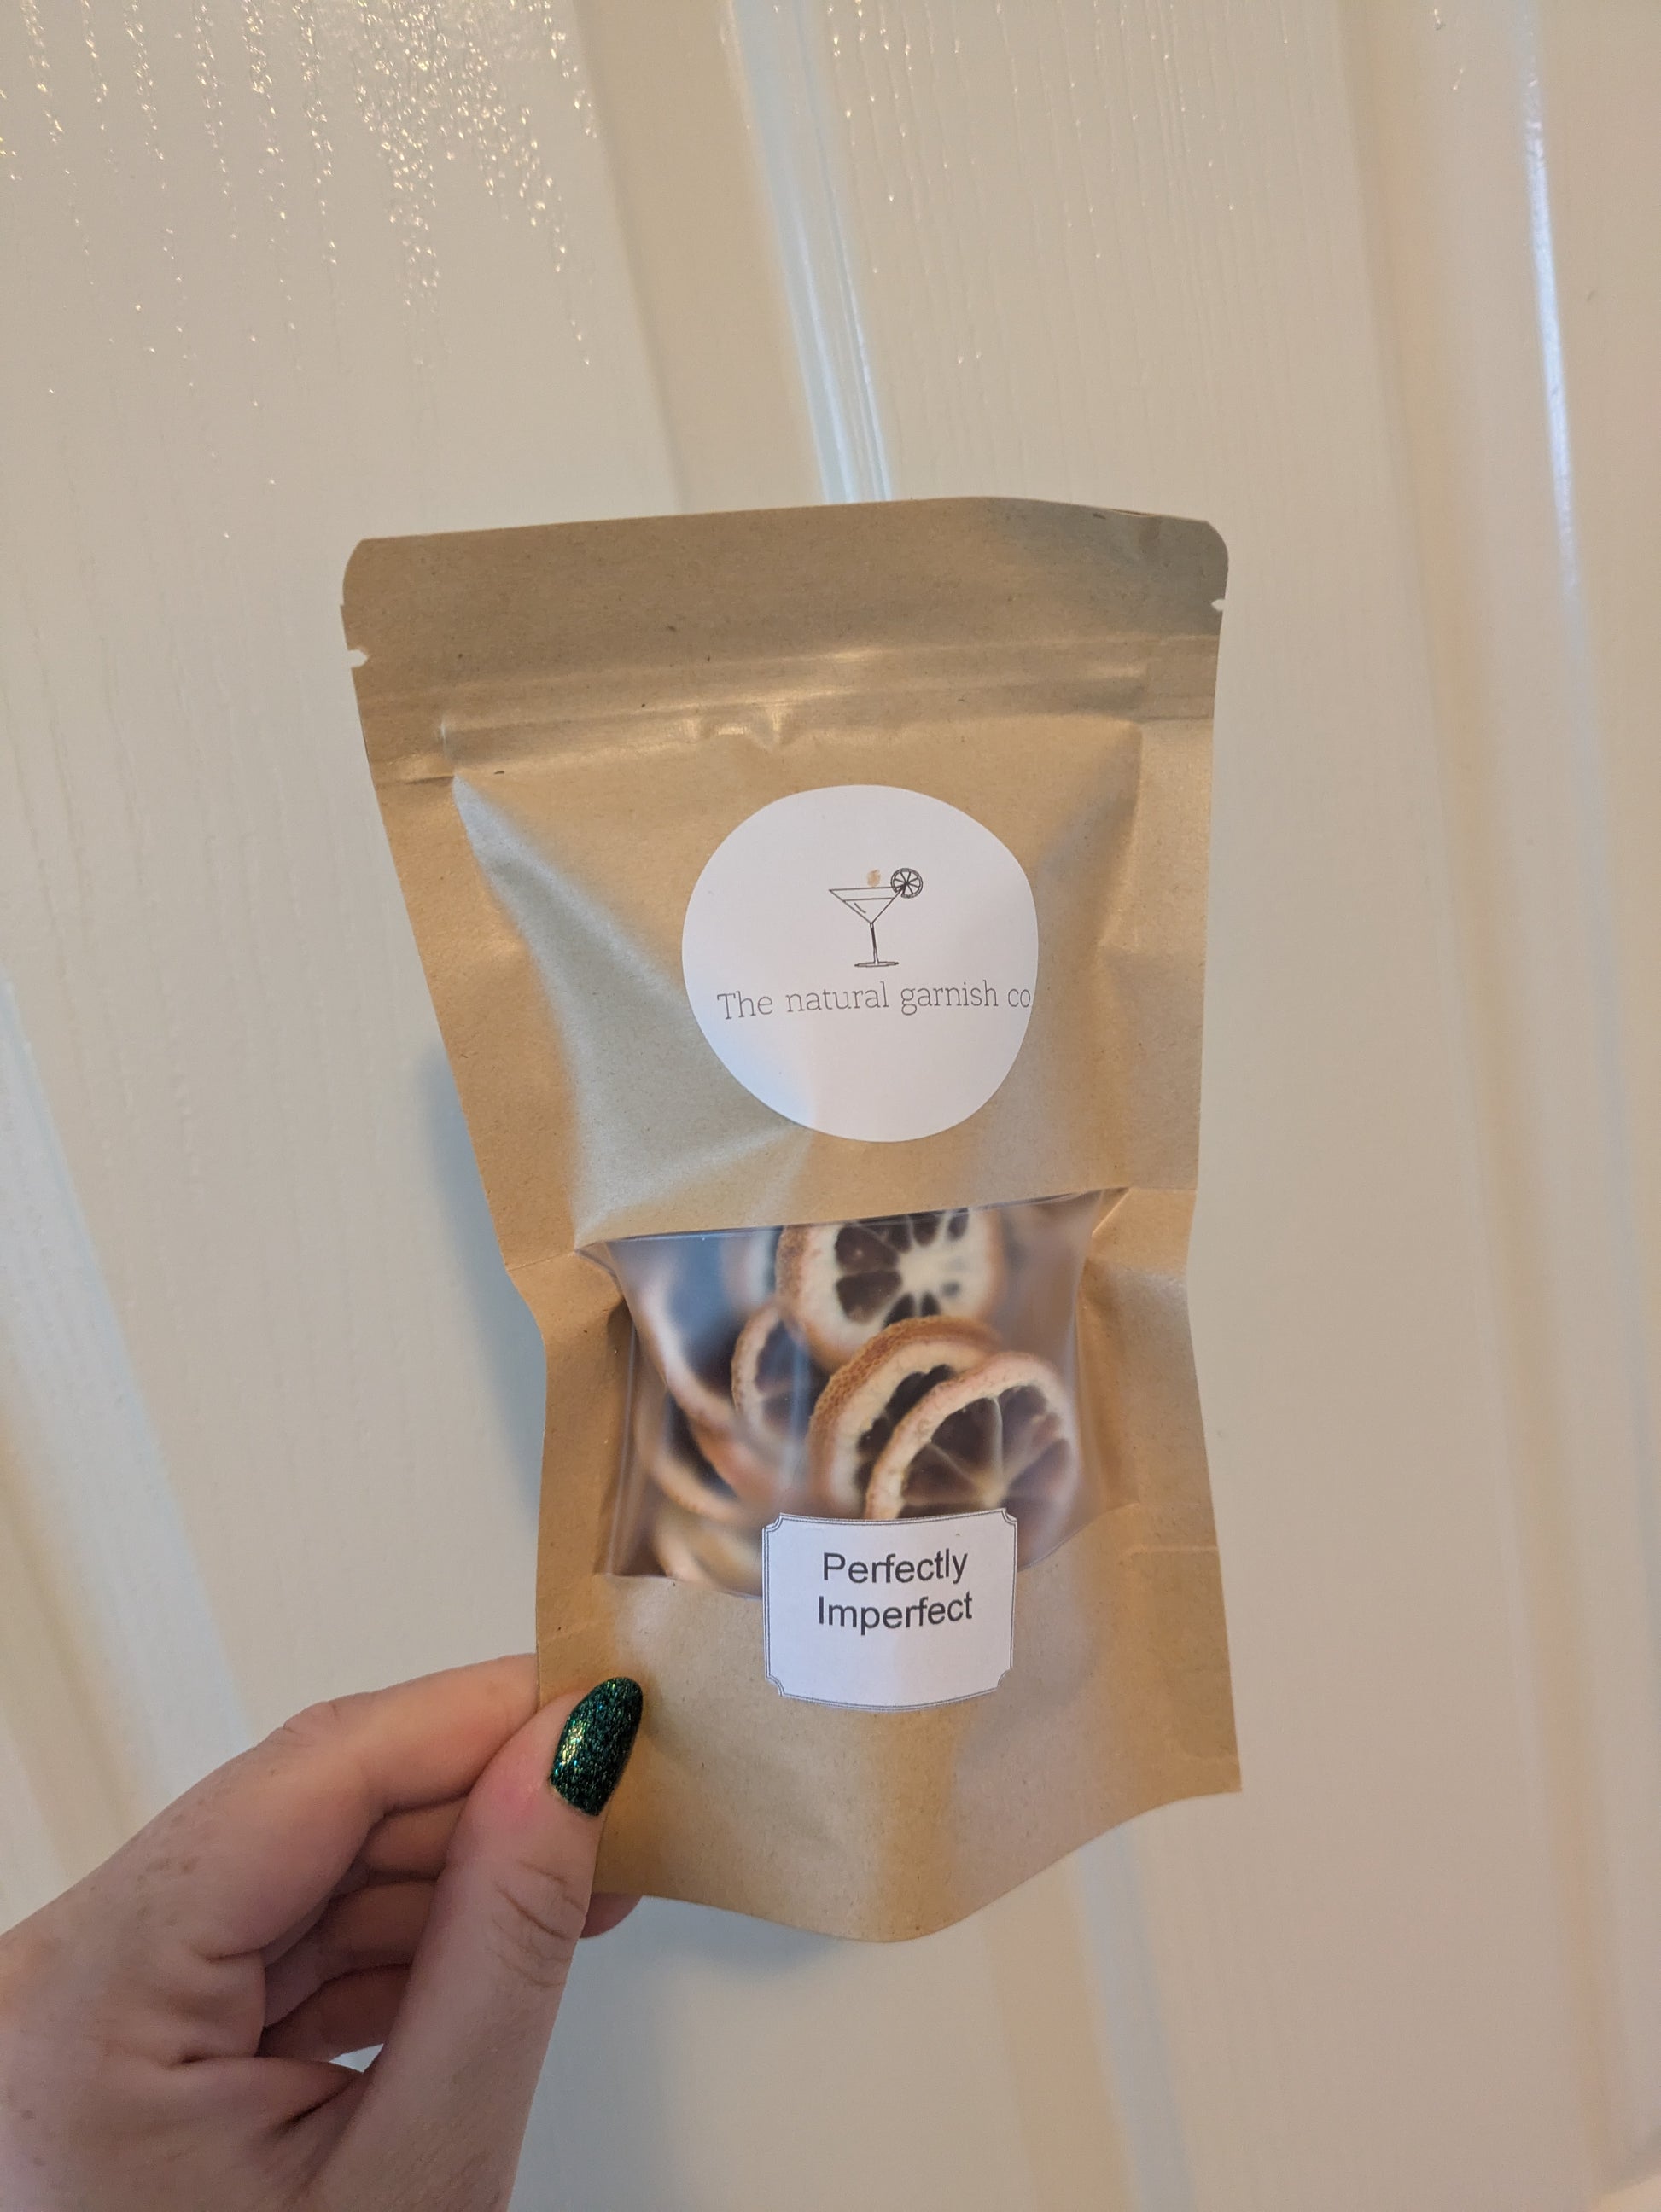 The natural garnish co
Perfectly
Imperfect